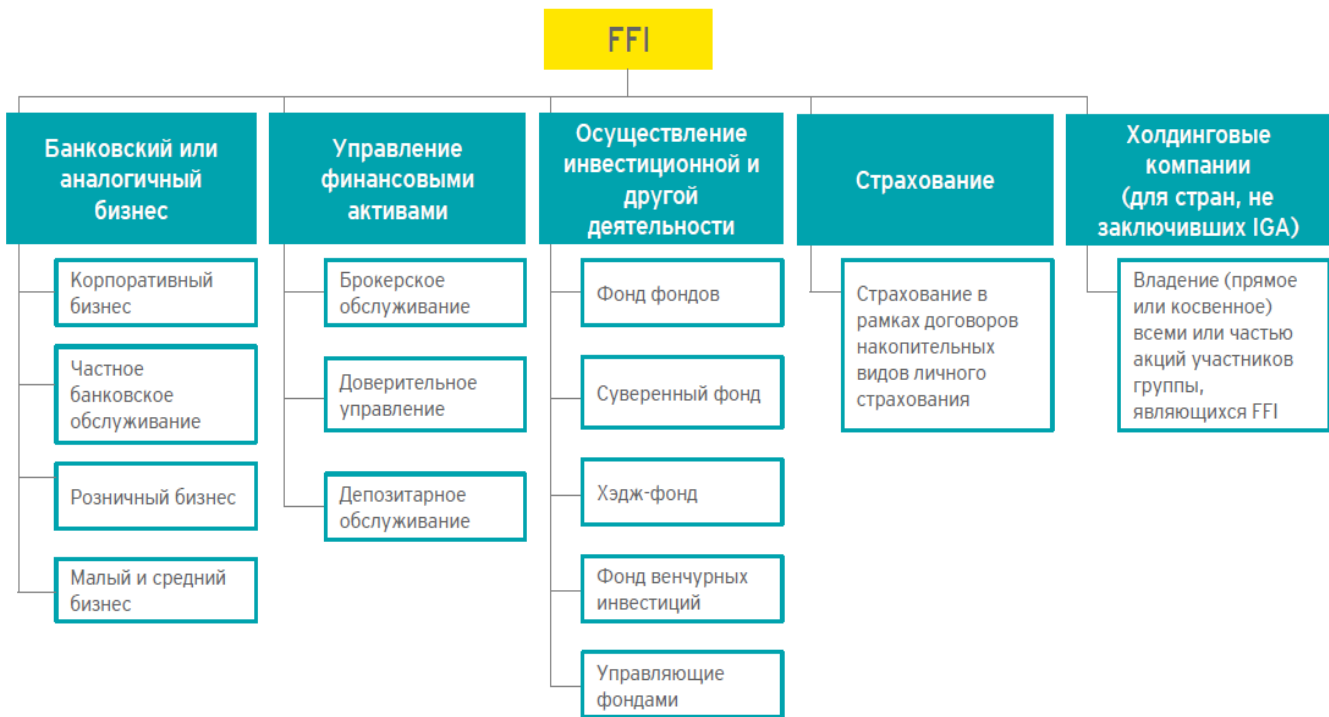 FFI
Банковский или
аналогичный
бизнес
Корпоративный
бизнес
Частное
банковское
обслуживание
Розничный бизнес
Малый и средний
бизнес
Управление
финансовыми
активами
Брокерское
обслуживание
Доверительное
управление
Депозитарное
обслуживание
Осуществление
инвестиционной и
другой
деятельности
Фонд фондов
Суверенный фонд
Хэдж-фонд
Фонд венчурных
инвестиций
Управляющие
фондами
Страхование
Страхование в
рамках договоров
накопительных
видов личного
страхования
Холдинговые
компании
(для стран, не
заключивших IGA)
Владение (прямое
или косвенное)
всеми или частью
акций участников
группы,
являющихся FFI